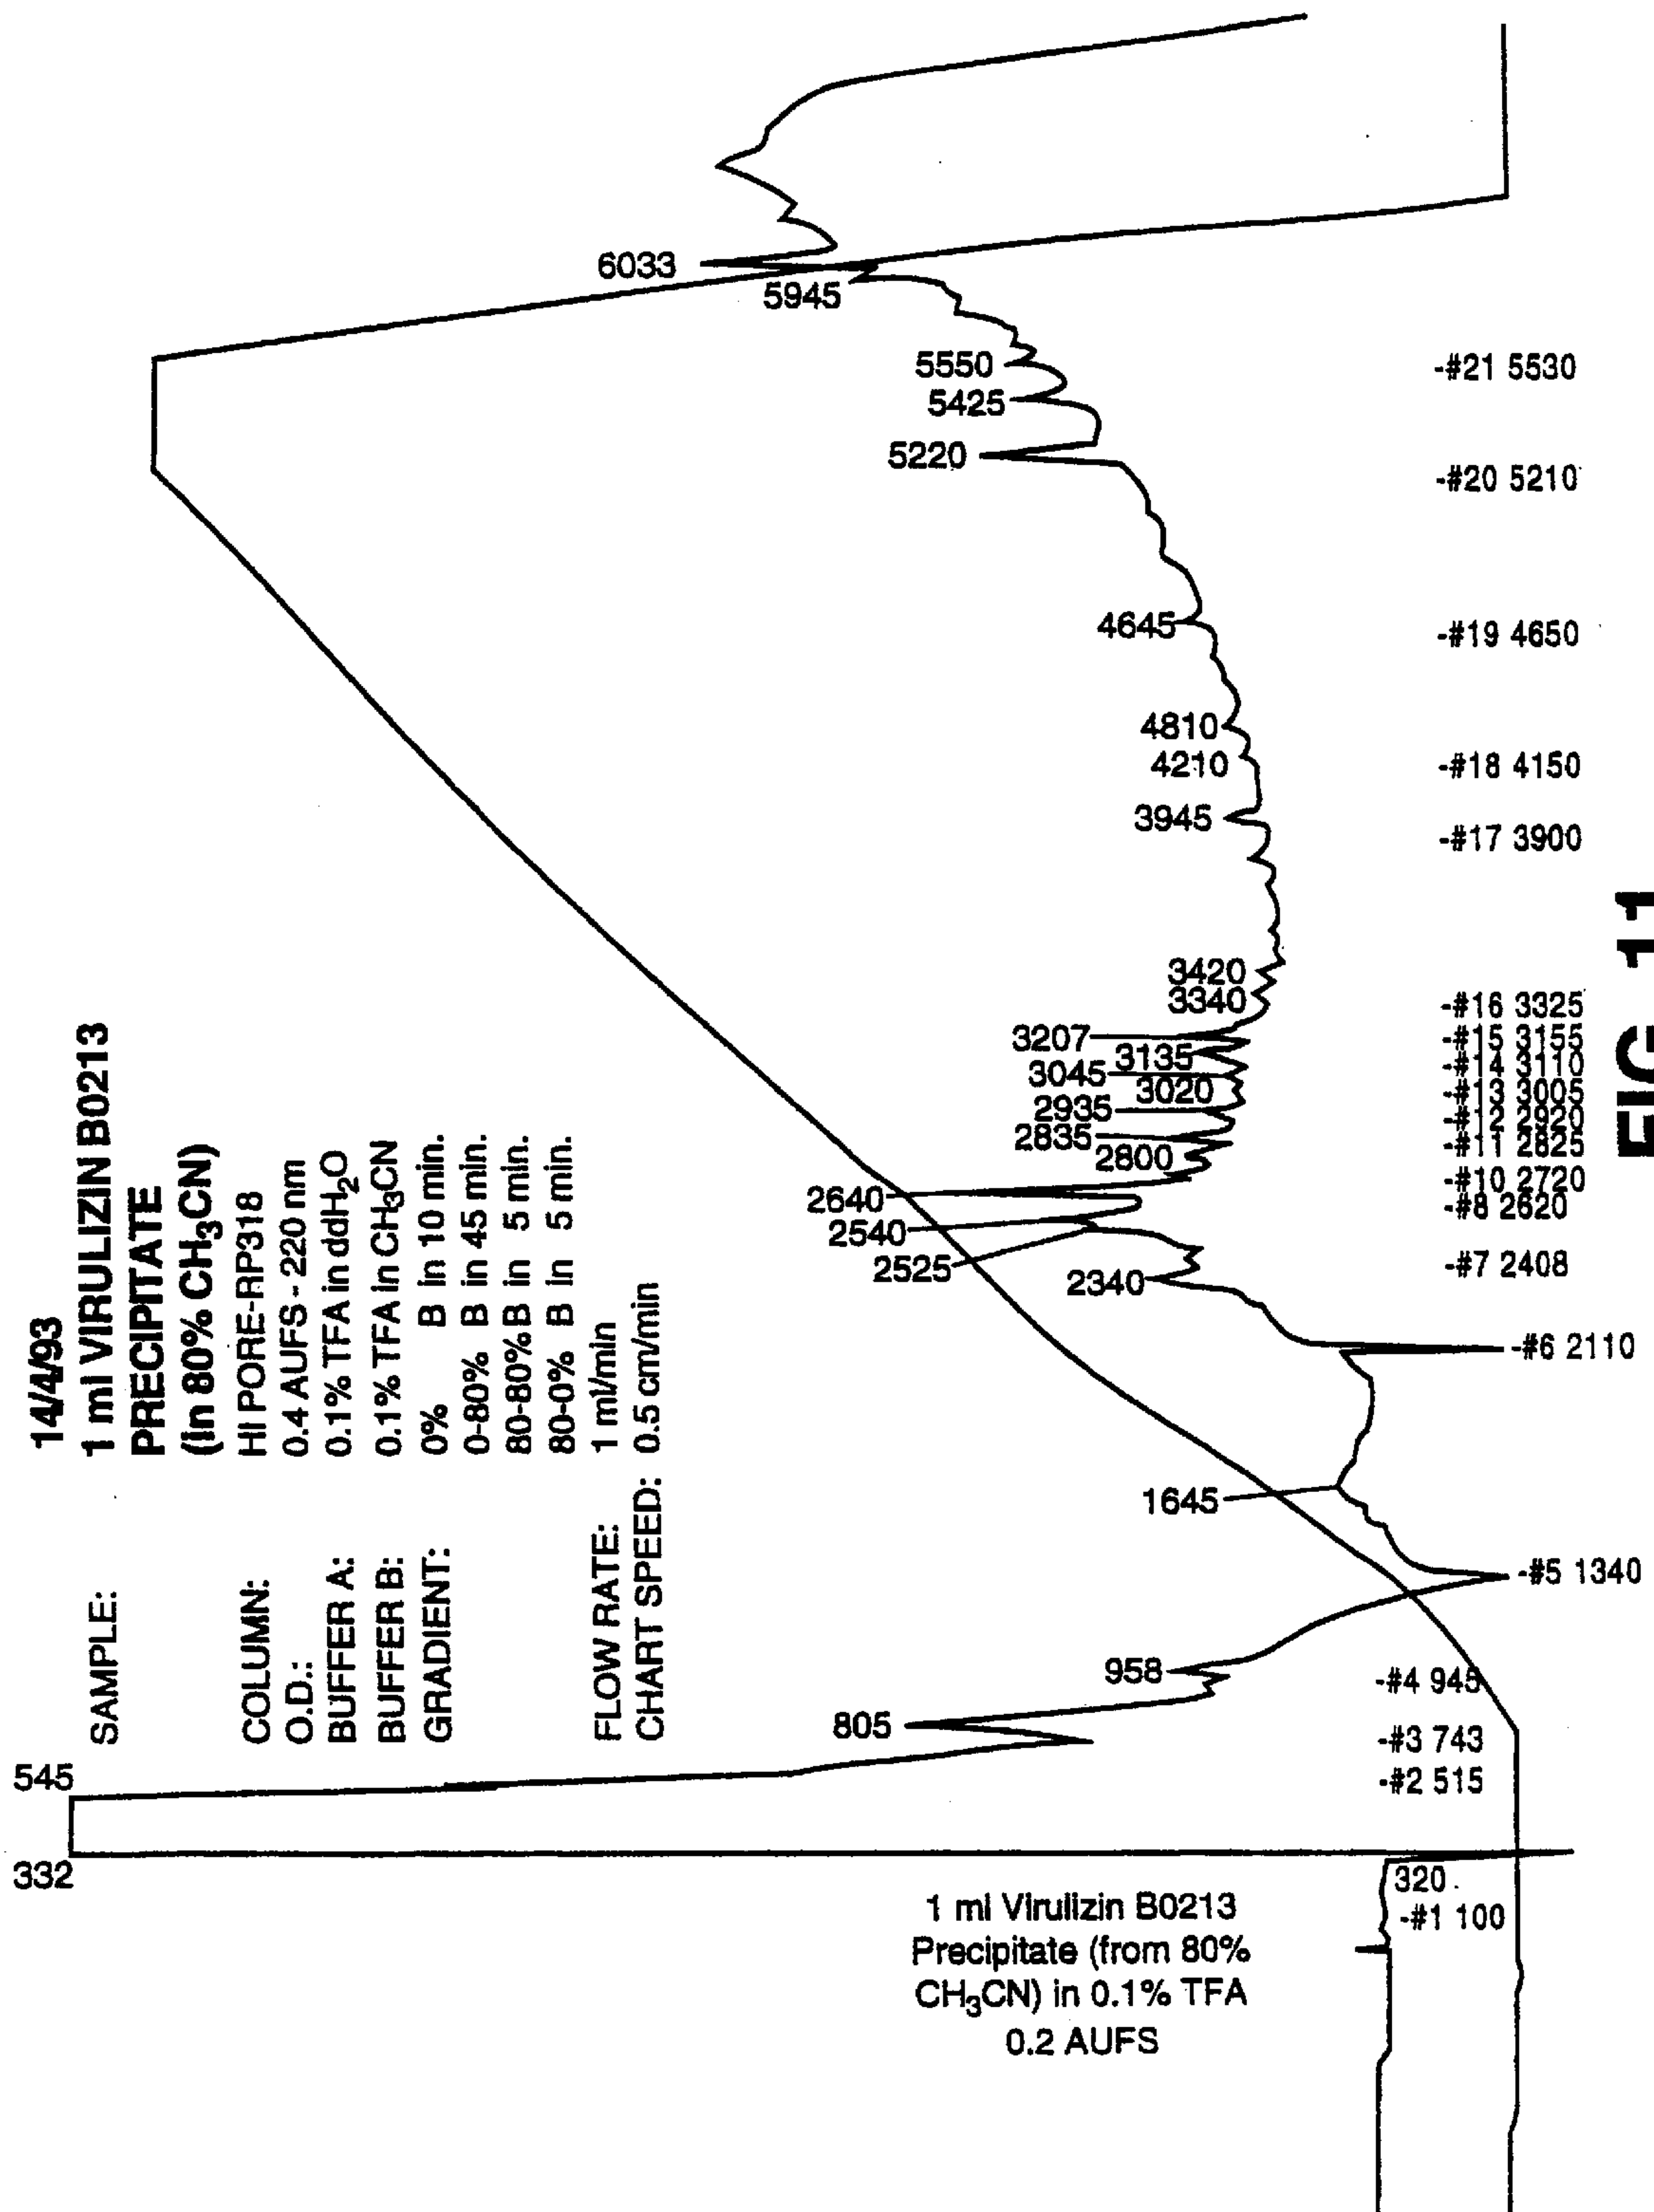 14/4/93
SAMPLE: 1 ml VIRULIZIN B0213
PRECIPITATE
(in 80% CH₃CN)
COLUMN: HI PORE-RP318
O.D.: 0.4 AUFS - 220 nm
BUFFER A: 0.1% TFA in ddH₂O
BUFFER B: 0.1% TFA in CH₃CN
GRADIENT: 0% B in 10 min.
0-80% B in 45 min.
80-80% B in 5 min.
80-0% B in 5 min.
FLOW RATE: 1 ml/min
CHART SPEED: 0.5 cm/min
6033
5945
5550
5425
5220
4645
4810
4210
3945
3420
3340
3207
3135
3045
3020
2935
2835
2800
2640
2540
2525
2340
1645
958
805
545
332
320
-#21 5530
-#20 5210
-#19 4650
-#18 4150
-#17 3900
-#16 3325
-#15 3155
-#14 3110
-#13 3005
-#12 2920
-#11 2825
-#10 2720
-#8 2620
-#7 2408
-#6 2110
-#5 1340
-#4 945
-#3 743
-#2 515
-#1 100
1 ml Virulizin B0213
Precipitate (from 80%
CH₃CN) in 0.1% TFA
0.2 AUFS
FIG 11